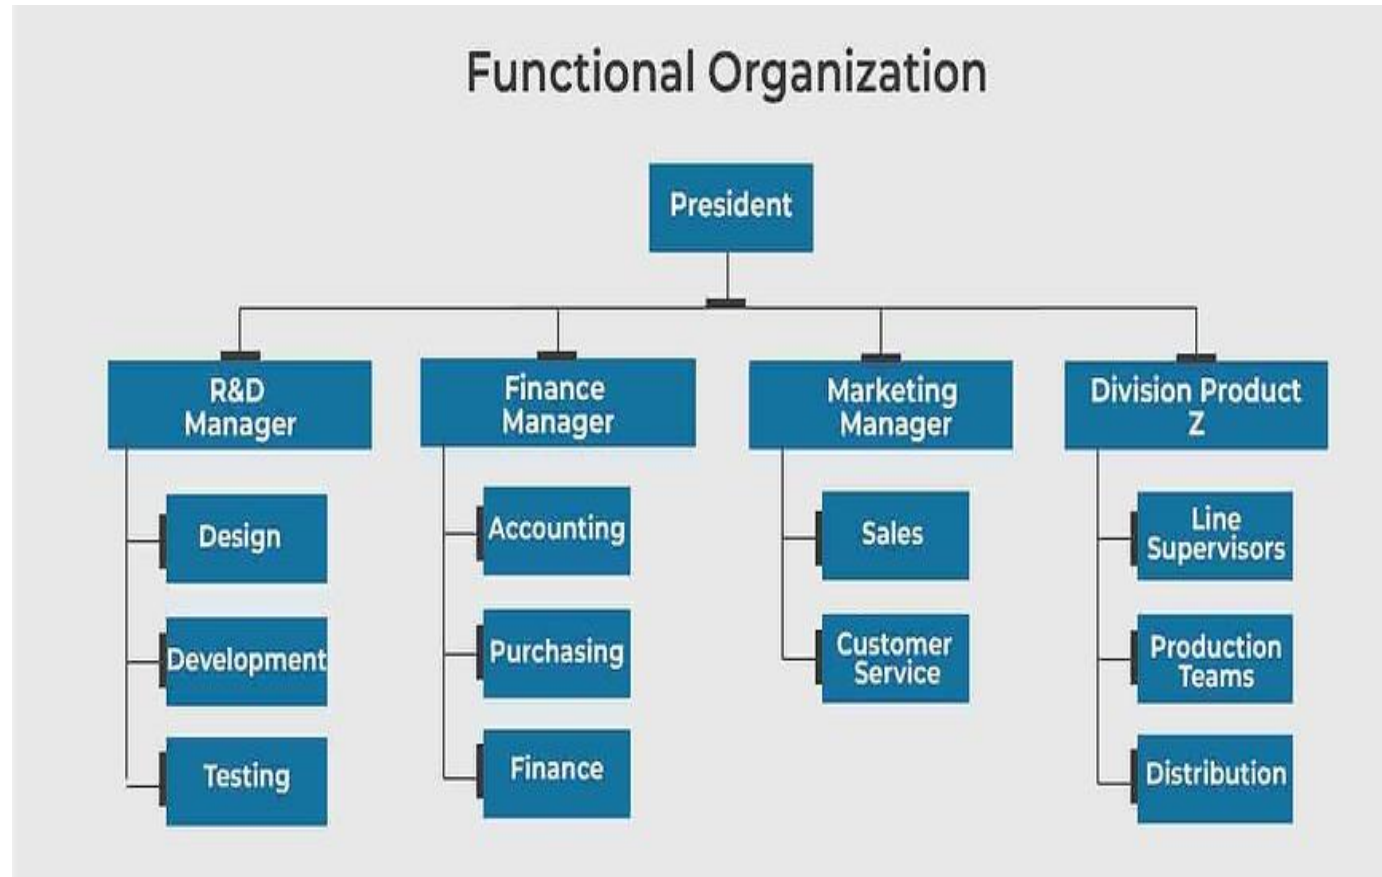 Functional Organization
President
R&D
Manager
Design
Development
Testing
Finance
Manager
Accounting
Purchasing
Finance
Marketing
Manager
Sales
Customer
Service
Division Product
Z
Line
Supervisors
Production
Teams
Distribution